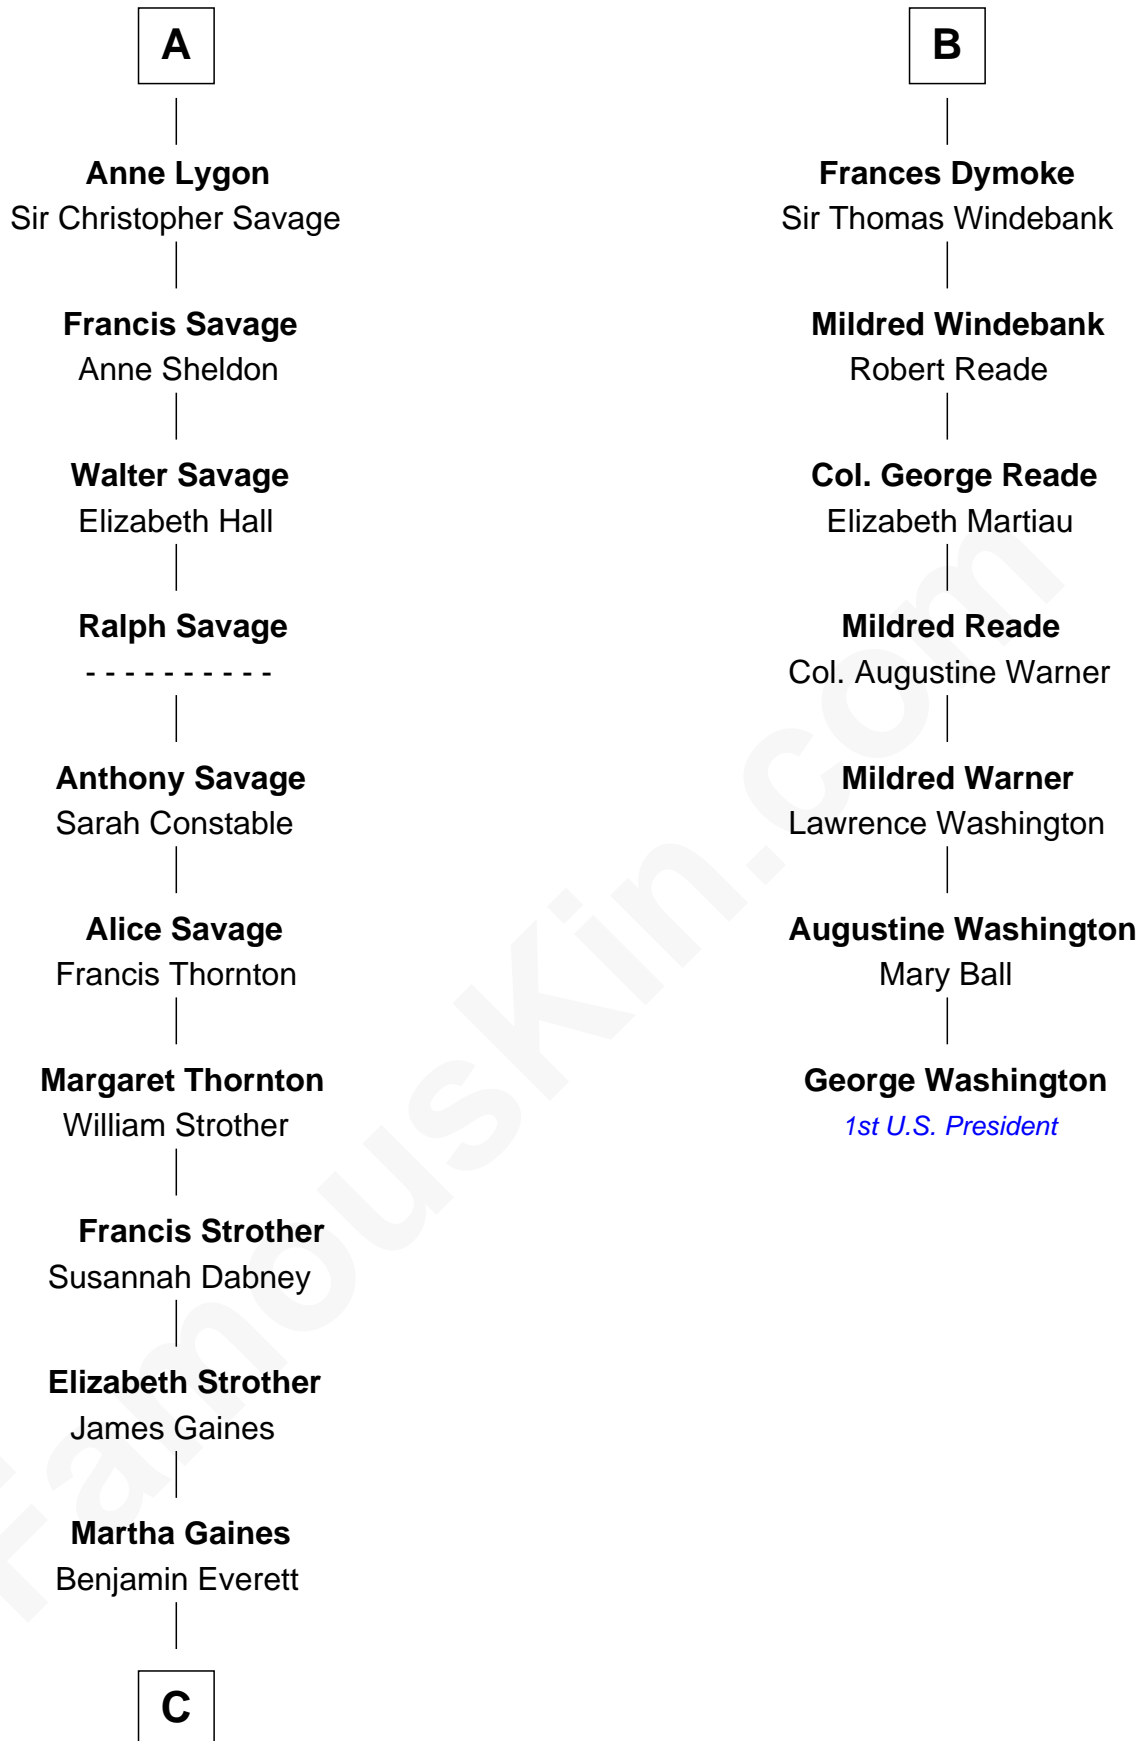 A
Anne Lygon
Sir Christopher Savage
Francis Savage
Anne Sheldon
Walter Savage
Elizabeth Hall
Ralph Savage
- - - - - - - - - -
Anthony Savage
Sarah Constable
Alice Savage
Francis Thornton
Margaret Thornton
William Strother
Francis Strother
Susannah Dabney
Elizabeth Strother
James Gaines
Martha Gaines
Benjamin Everett
C
B
Frances Dymoke
Sir Thomas Windebank
Mildred Windebank
Robert Reade
Col. George Reade
Elizabeth Martiau
Mildred Reade
Col. Augustine Warner
Mildred Warner
Lawrence Washington
Augustine Washington
Mary Ball
George Washington
1st U.S. President
FamousKin.com